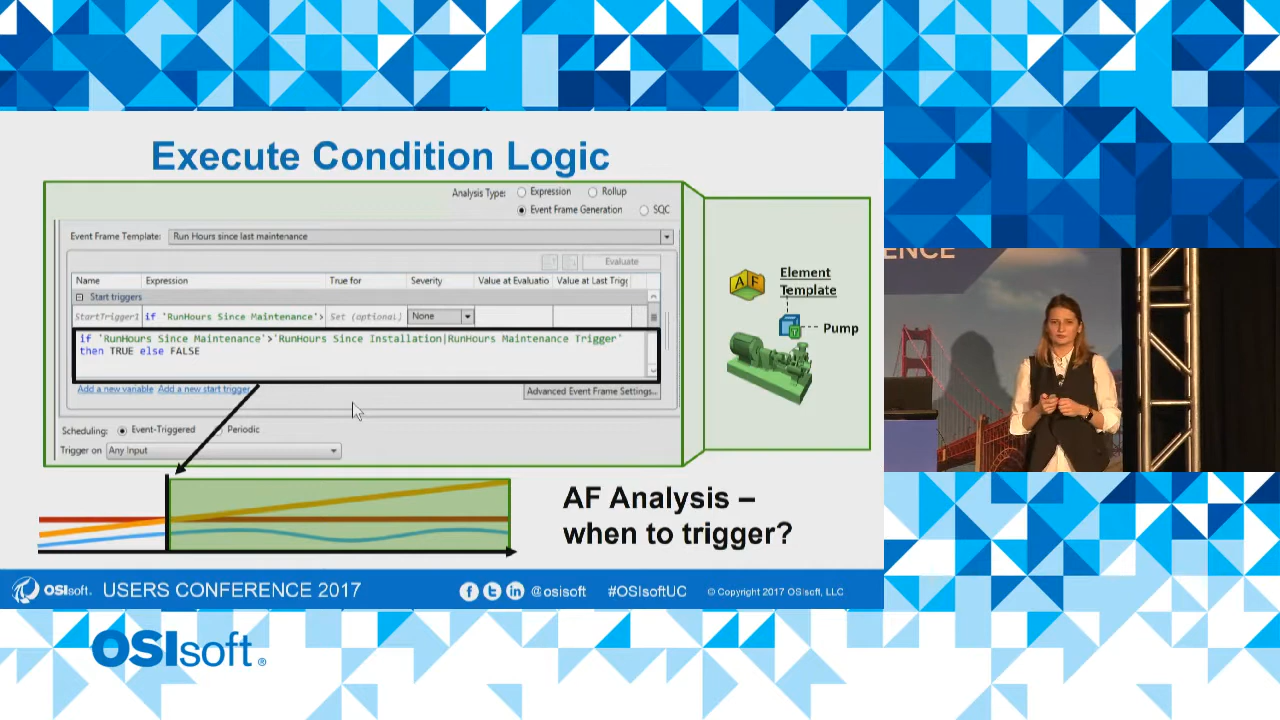 Execute Condition Logic
Analysis Type: Expression Rollup
Event Frame Generation SQC
Event Frame Template: Run Hours since last maintenance
Evaluate
Name Expression True for Severity Value at Evaluatio Value at Last Trigg
Start triggers
StartTrigger1 if 'RunHours Since Maintenance'> Set (optional) None
if 'RunHours Since Maintenance'>'RunHours Since Installation|RunHours Maintenance Trigger'
then TRUE else FALSE
Add a new variable Add a new start trigger
Advanced Event Frame Settings...
Scheduling: Event-Triggered Periodic
Trigger on Any Input
AF
Element
Template
Pump
AF Analysis –
when to trigger?
OSIsoft. USERS CONFERENCE 2017
@osisoft #OSIsoftUC © Copyright 2017 OSIsoft, LLC
OSIsoft®
ENCE